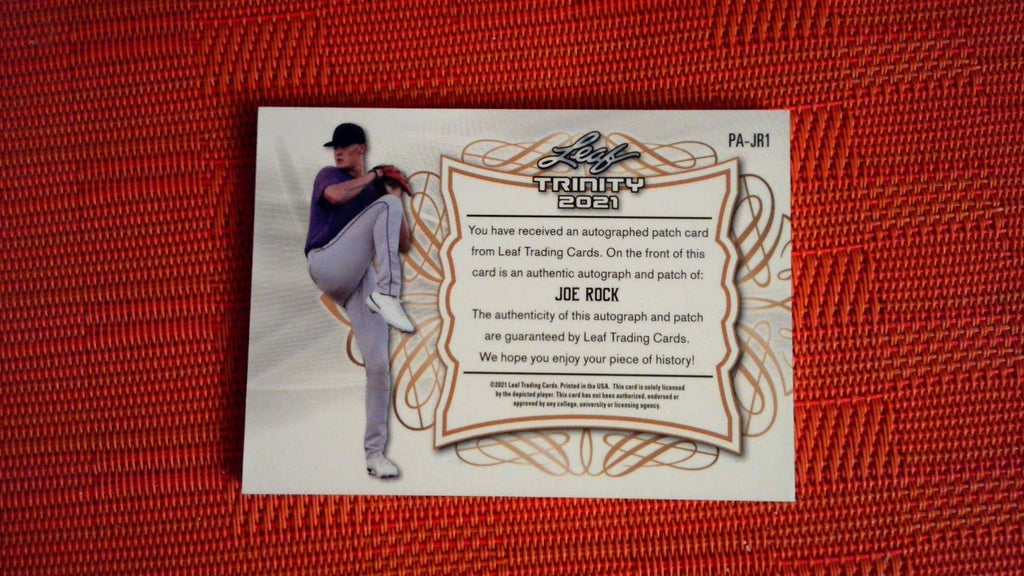 PA-JR1
Leaf
TRINITY
2021
You have received an autographed patch card
from Leaf Trading Cards. On the front of this
card is an authentic autograph and patch of:
JOE ROCK
The authenticity of this autograph and patch
are guaranteed by Leaf Trading Cards.
We hope you enjoy your piece of history!
©2021 Leaf Trading Cards. Printed in the USA. This card is solely licensed
by the depicted player. This card has not been authorized, endorsed or
approved by any college, university or licensing agency.